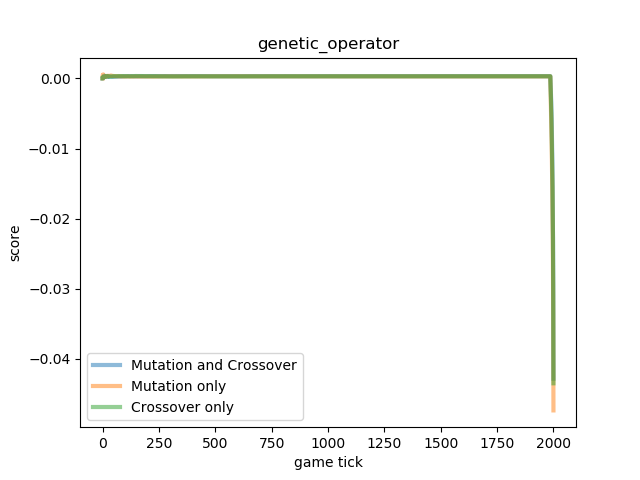 genetic_operator
0.00
−0.01
−0.02
−0.03
−0.04
score
Mutation and Crossover
Mutation only
Crossover only
0 250 500 750 1000 1250 1500 1750 2000
game tick